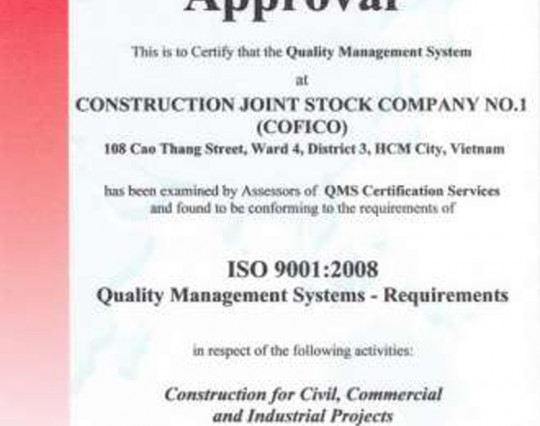 Approval
This is to Certify that the Quality Management System
at
CONSTRUCTION JOINT STOCK COMPANY NO.1
(COFICO)
108 Cao Thang Street, Ward 4, District 3, HCM City, Vietnam
has been examined by Assessors of QMS Certification Services
and found to be conforming to the requirements of
ISO 9001:2008
Quality Management Systems - Requirements
in respect of the following activities:
Construction for Civil, Commercial
and Industrial Projects